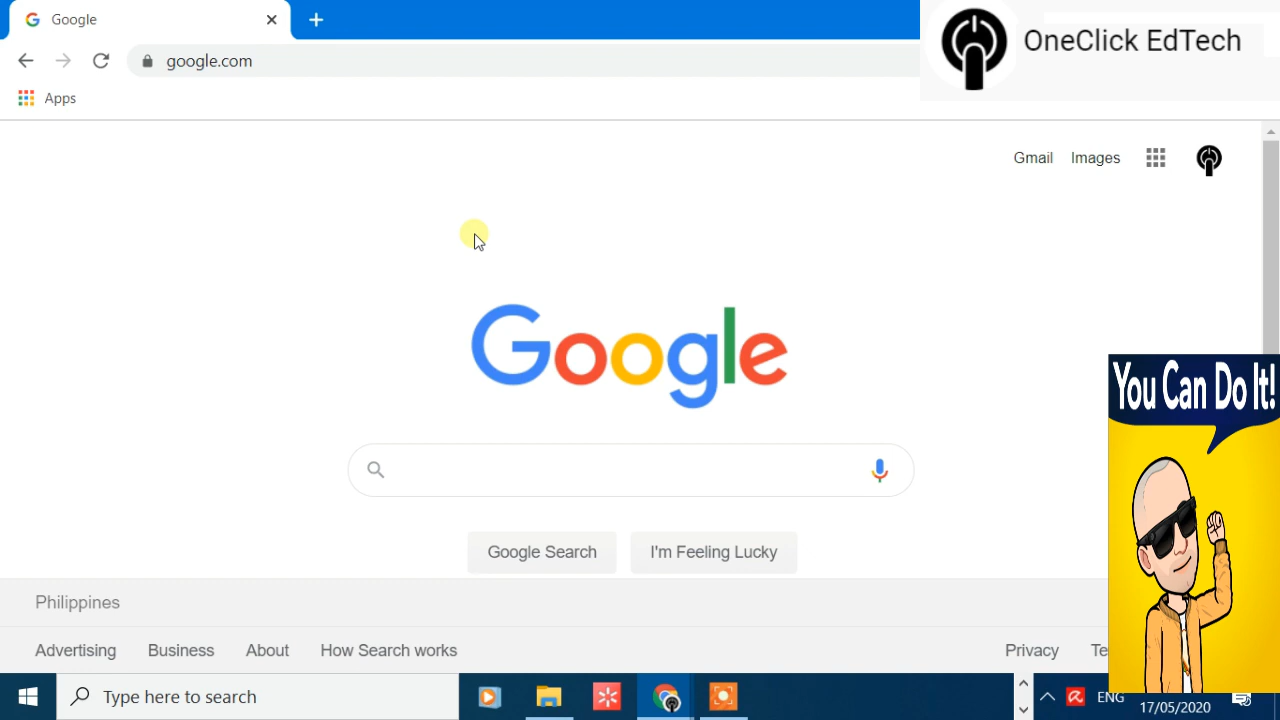 Google
google.com
OneClick EdTech
Apps
Gmail Images
Google
You Can Do It!
Google Search I'm Feeling Lucky
Philippines
Advertising Business About How Search works Privacy
Type here to search
ENG
17/05/2020